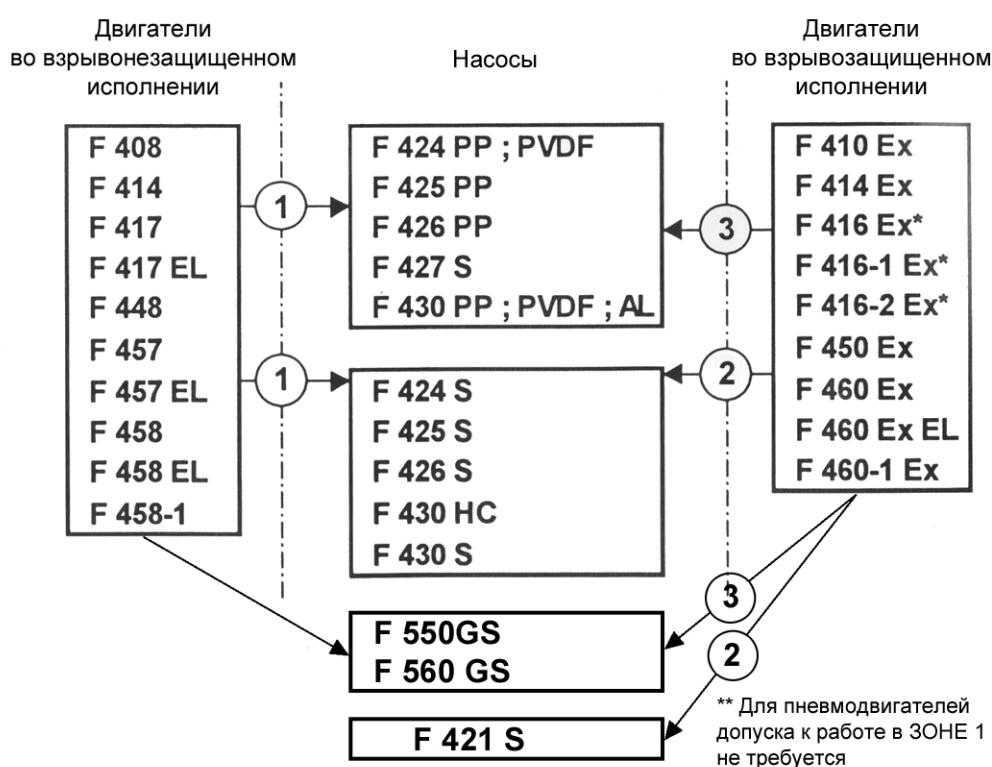 Двигатели
во взрывонезащищенном
исполнении
Насосы
Двигатели
во взрывозащищенном
исполнении
F 408
F 414
F 417
F 417 EL
F 448
F 457
F 457 EL
F 458
F 458 EL
F 458-1
1
1
F 424 PP ; PVDF
F 425 PP
F 426 PP
F 427 S
F 430 PP ; PVDF ; AL
F 424 S
F 425 S
F 426 S
F 430 HC
F 430 S
F 550GS
F 560 GS
F 421 S
3
2
3
2
F 410 Ex
F 414 Ex
F 416 Ex*
F 416-1 Ex*
F 416-2 Ex*
F 450 Ex
F 460 Ex
F 460 Ex EL
F 460-1 Ex
** Для пневмодвигателей
допуска к работе в ЗОНЕ 1
не требуется